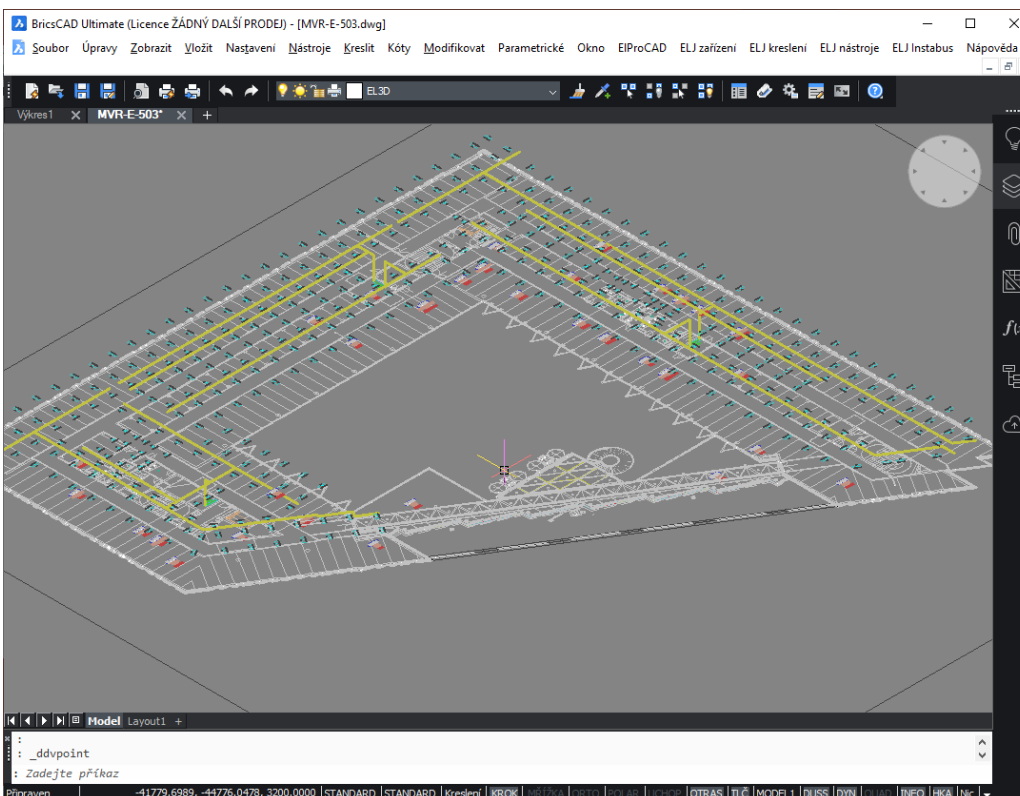 BricsCAD Ultimate (Licence ŽÁDNÝ DALŠÍ PRODEJ) - [MVR-E-503.dwg]
Soubor Úpravy Zobrazit Vložit Nastavení Nástroje Kreslit Kóty Modifikovat Parametrické Okno ElProCAD ELJ zařízení ELJ kreslení ELJ nástroje ELJ Instabus Nápověda
EL3D
Výkres1 MVR-E-503*
Model Layout1
:
: _ddvpoint
: Zadejte příkaz
Připraven -41779.6989, -44776.0478, 3200.0000 STANDARD STANDARD Kreslení KROK MŘÍŽKA ORTO POLAR UCHOP OTRAS TLČ MODEL1 DUSS DYN QUAD INFO HKA Nic